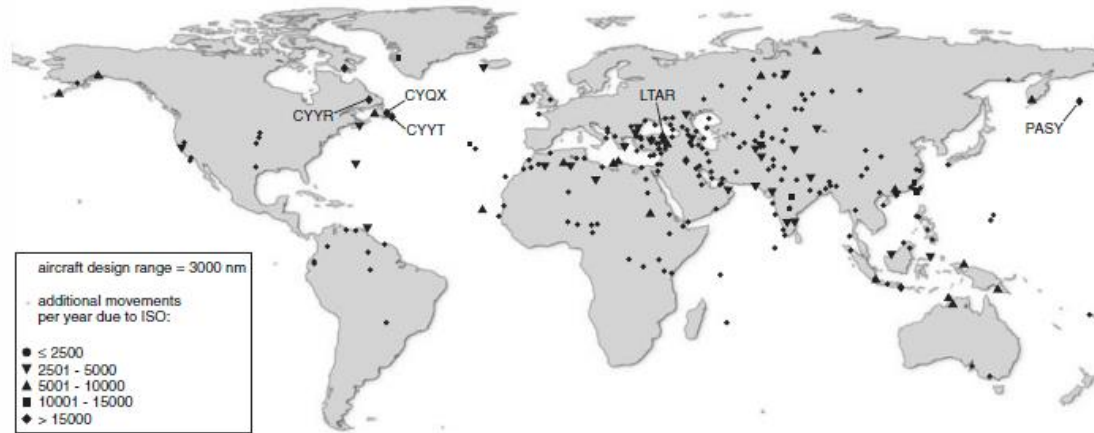 CYYR
CYQX
CYYT
LTAR
PASY
aircraft design range = 3000 nm
additional movements
per year due to ISO:
≤ 2500
2501 - 5000
5001 - 10000
10001 - 15000
> 15000